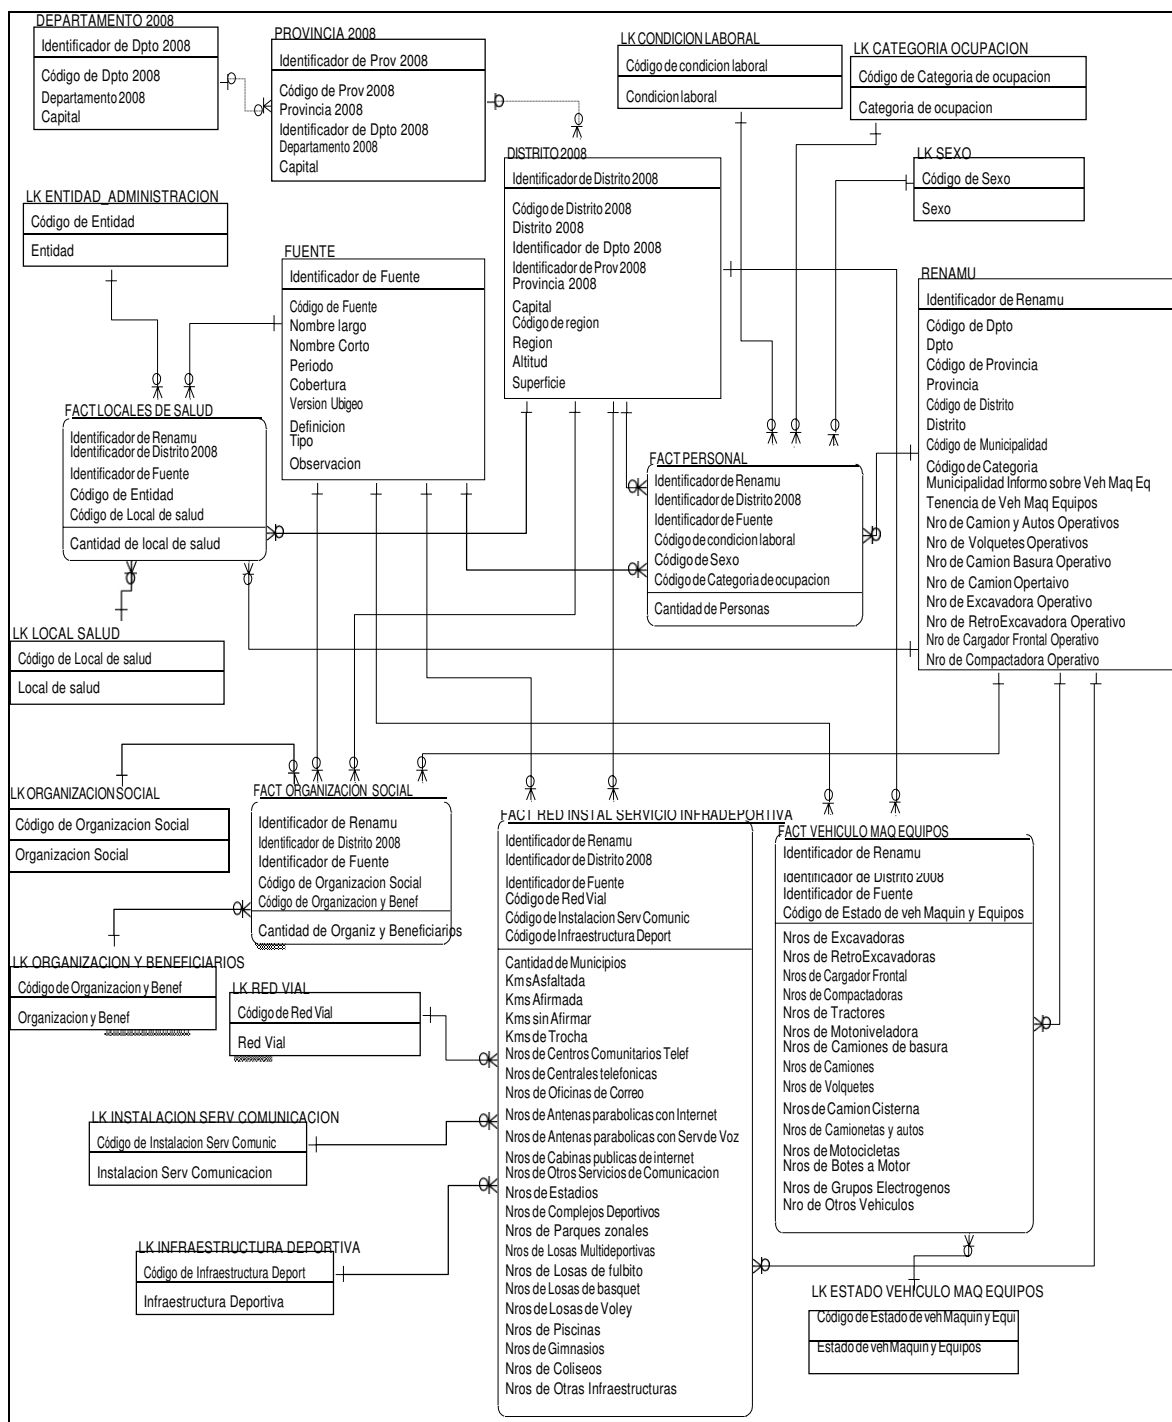 DEPARTAMENTO 2008
Identificador de Dpto 2008
Código de Dpto 2008
Departamento 2008
Capital
PROVINCIA 2008
Identificador de Prov 2008
Código de Prov 2008
Provincia 2008
Identificador de Dpto 2008
Departamento 2008
Capital
LK CONDICION LABORAL
Código de condicion laboral
Condicion laboral
LK CATEGORIA OCUPACION
Código de Categoria de ocupacion
Categoria de ocupacion
LK SEXO
Código de Sexo
Sexo
DISTRITO 2008
Identificador de Distrito 2008
Código de Distrito 2008
Distrito 2008
Identificador de Dpto 2008
Identificador de Prov 2008
Provincia 2008
Capital
Código de region
Region
Altitud
Superficie
LK ENTIDAD_ADMINISTRACION
Código de Entidad
Entidad
FUENTE
Identificador de Fuente
Código de Fuente
Nombre largo
Nombre Corto
Periodo
Cobertura
Version Ubigeo
Definicion
Tipo
Observacion
RENAMU
Identificador de Renamu
Código de Dpto
Dpto
Código de Provincia
Provincia
Código de Distrito
Distrito
Código de Municipalidad
Código de Categoria
Municipalidad Informo sobre Veh Maq Eq
Tenencia de Veh Maq Equipos
Nro de Camion y Autos Operativos
Nro de Volquetes Operativos
Nro de Camion Basura Operativo
Nro de Camion Opertaivo
Nro de Excavadora Operativo
Nro de RetroExcavadora Operativo
Nro de Cargador Frontal Operativo
Nro de Compactadora Operativo
FACT LOCALES DE SALUD
Identificador de Renamu
Identificador de Distrito 2008
Identificador de Fuente
Código de Entidad
Código de Local de salud
Cantidad de local de salud
FACT PERSONAL
Identificador de Renamu
Identificador de Distrito 2008
Identificador de Fuente
Código de condicion laboral
Código de Sexo
Código de Categoria de ocupacion
Cantidad de Personas
LK LOCAL SALUD
Código de Local de salud
Local de salud
LK ORGANIZACION SOCIAL
Código de Organizacion Social
Organizacion Social
FACT ORGANIZACIÓN SOCIAL
Identificador de Renamu
Identificador de Distrito 2008
Identificador de Fuente
Código de Organizacion Social
Código de Organizacion y Benef
Cantidad de Organiz y Beneficiarios
FACT RED INSTAL SERVICIO INFRADEPORTIVA
Identificador de Renamu
Identificador de Distrito 2008
Identificador de Fuente
Código de Red Vial
Código de Instalacion Serv Comunic
Código de Infraestructura Deport
Cantidad de Municipios
Kms Asfaltada
Kms Afirmada
Kms sin Afirmar
Kms de Trocha
Nros de Centros Comunitarios Telef
Nros de Centrales telefonicas
Nros de Oficinas de Correo
Nros de Antenas parabolicas con Internet
Nros de Antenas parabolicas con Serv de Voz
Nros de Cabinas publicas de internet
Nros de Otros Servicios de Comunicacion
Nros de Estadios
Nros de Complejos Deportivos
Nros de Parques zonales
Nros de Losas Multideportivas
Nros de Losas de fulbito
Nros de Losas de basquet
Nros de Losas de Voley
Nros de Piscinas
Nros de Gimnasios
Nros de Coliseos
Nros de Otras Infraestructuras
FACT VEHICULO MAQ EQUIPOS
Identificador de Renamu
Identificador de Distrito 2008
Identificador de Fuente
Código de Estado de veh Maquin y Equipos
Nros de Excavadoras
Nros de RetroExcavadoras
Nros de Cargador Frontal
Nros de Compactadoras
Nros de Tractores
Nros de Motoniveladora
Nros de Camiones de basura
Nros de Camiones
Nros de Volquetes
Nros de Camion Cisterna
Nros de Camionetas y autos
Nros de Motocicletas
Nros de Botes a Motor
Nros de Grupos Electrogenos
Nro de Otros Vehiculos
LK ORGANIZACION Y BENEFICIARIOS
Código de Organizacion y Benef
Organizacion y Benef
LK RED VIAL
Código de Red Vial
Red Vial
LK INSTALACION SERV COMUNICACION
Código de Instalacion Serv Comunic
Instalacion Serv Comunicacion
LK INFRAESTRUCTURA DEPORTIVA
Código de Infraestructura Deport
Infraestructura Deportiva
LK ESTADO VEHICULO MAQ EQUIPOS
Código de Estado de veh Maquin y Equi
Estado de veh Maquin y Equipos